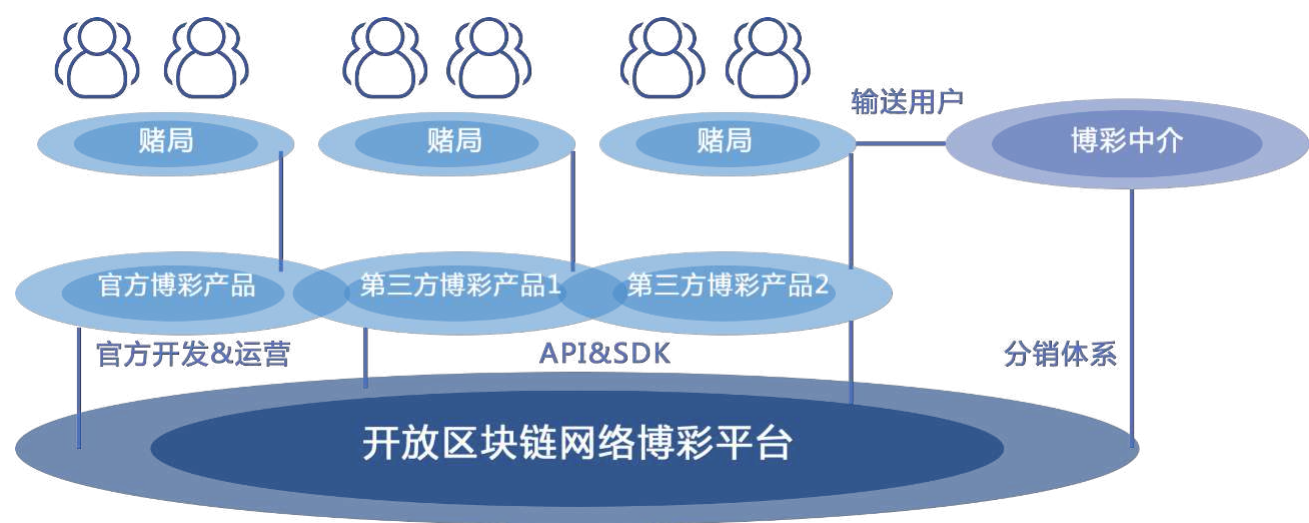 输送用户
赌局
赌局
赌局
博彩中介
官方博彩产品
第三方博彩产品1
第三方博彩产品2
官方开发&运营
API&SDK
分销体系
开放区块链网络博彩平台